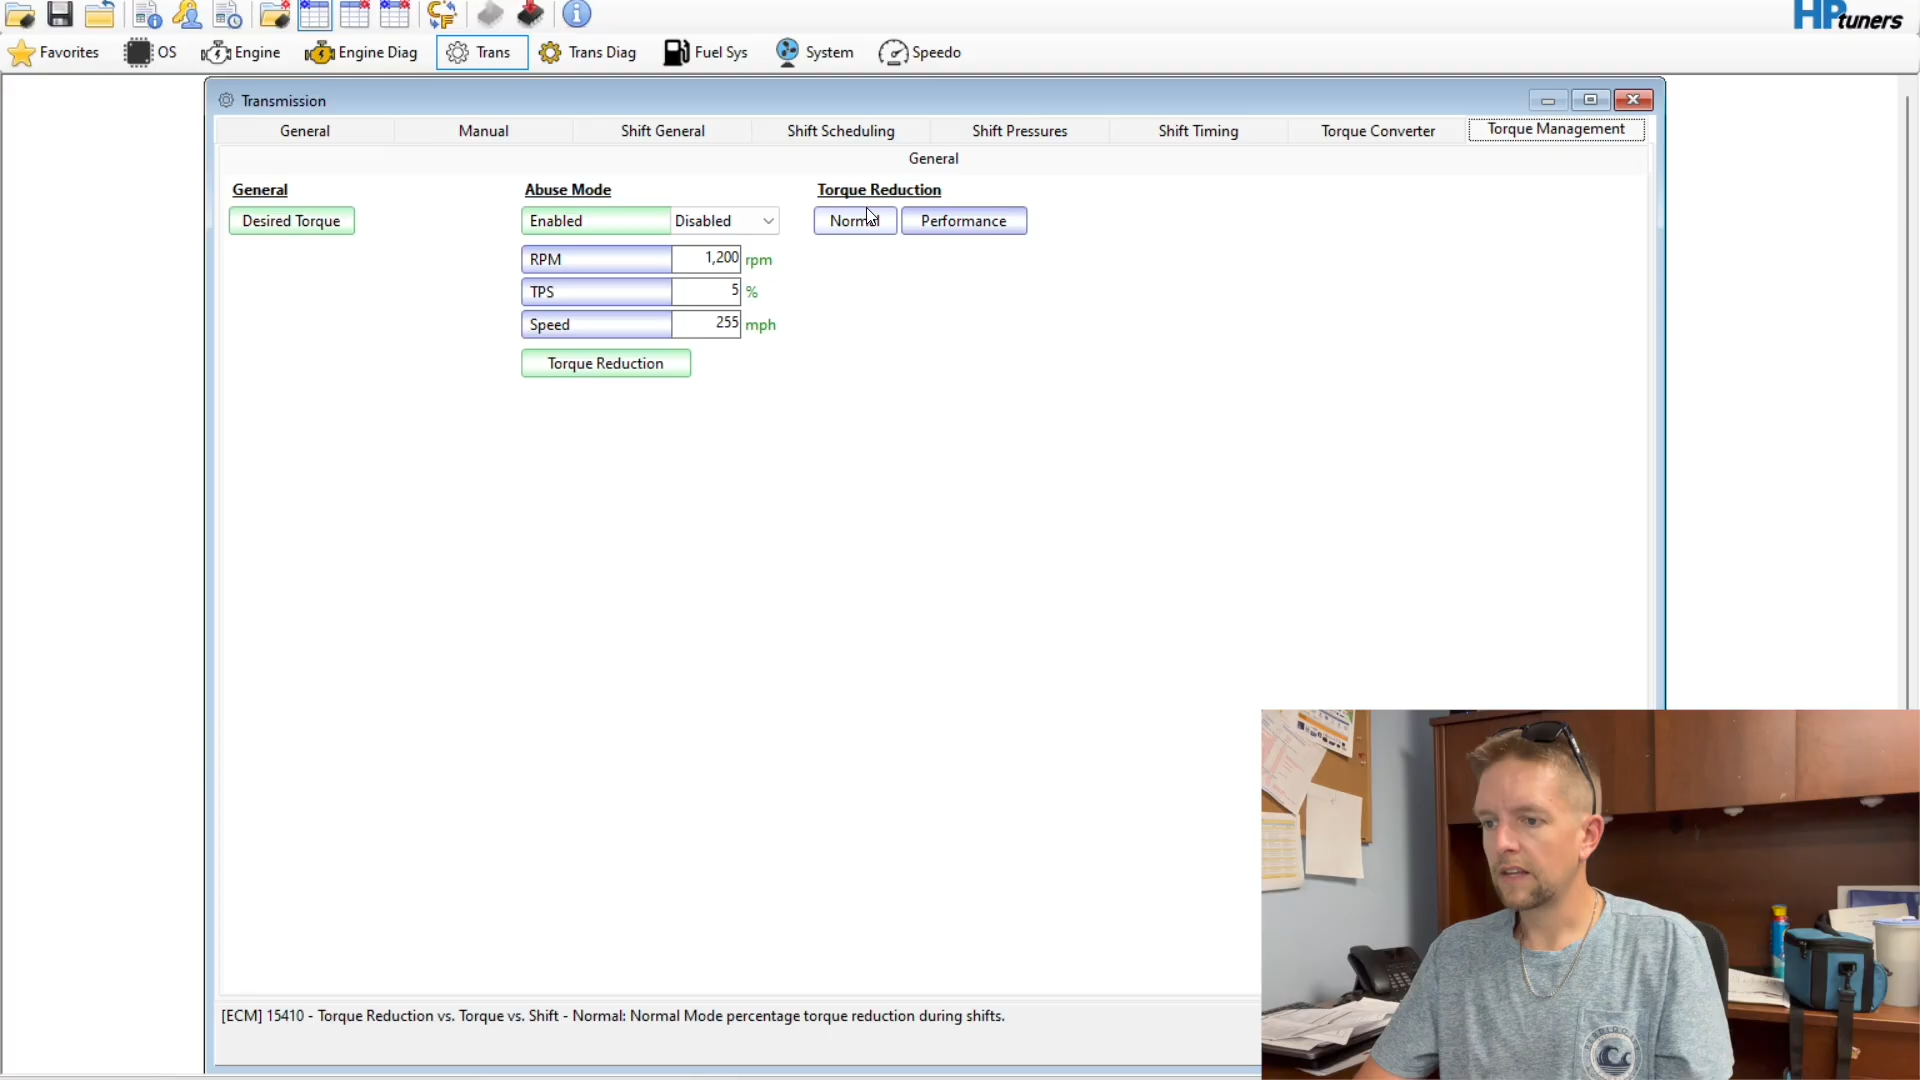 HPtuners
Favorites OS Engine Engine Diag Trans Trans Diag Fuel Sys System Speedo
Transmission
General Manual Shift General Shift Scheduling Shift Pressures Shift Timing Torque Converter Torque Management
General
General Abuse Mode Torque Reduction
Desired Torque Enabled Disabled Normal Performance
RPM 1,200 rpm
TPS 5 %
Speed 255 mph
Torque Reduction
[ECM] 15410 - Torque Reduction vs. Torque vs. Shift - Normal: Normal Mode percentage torque reduction during shifts.